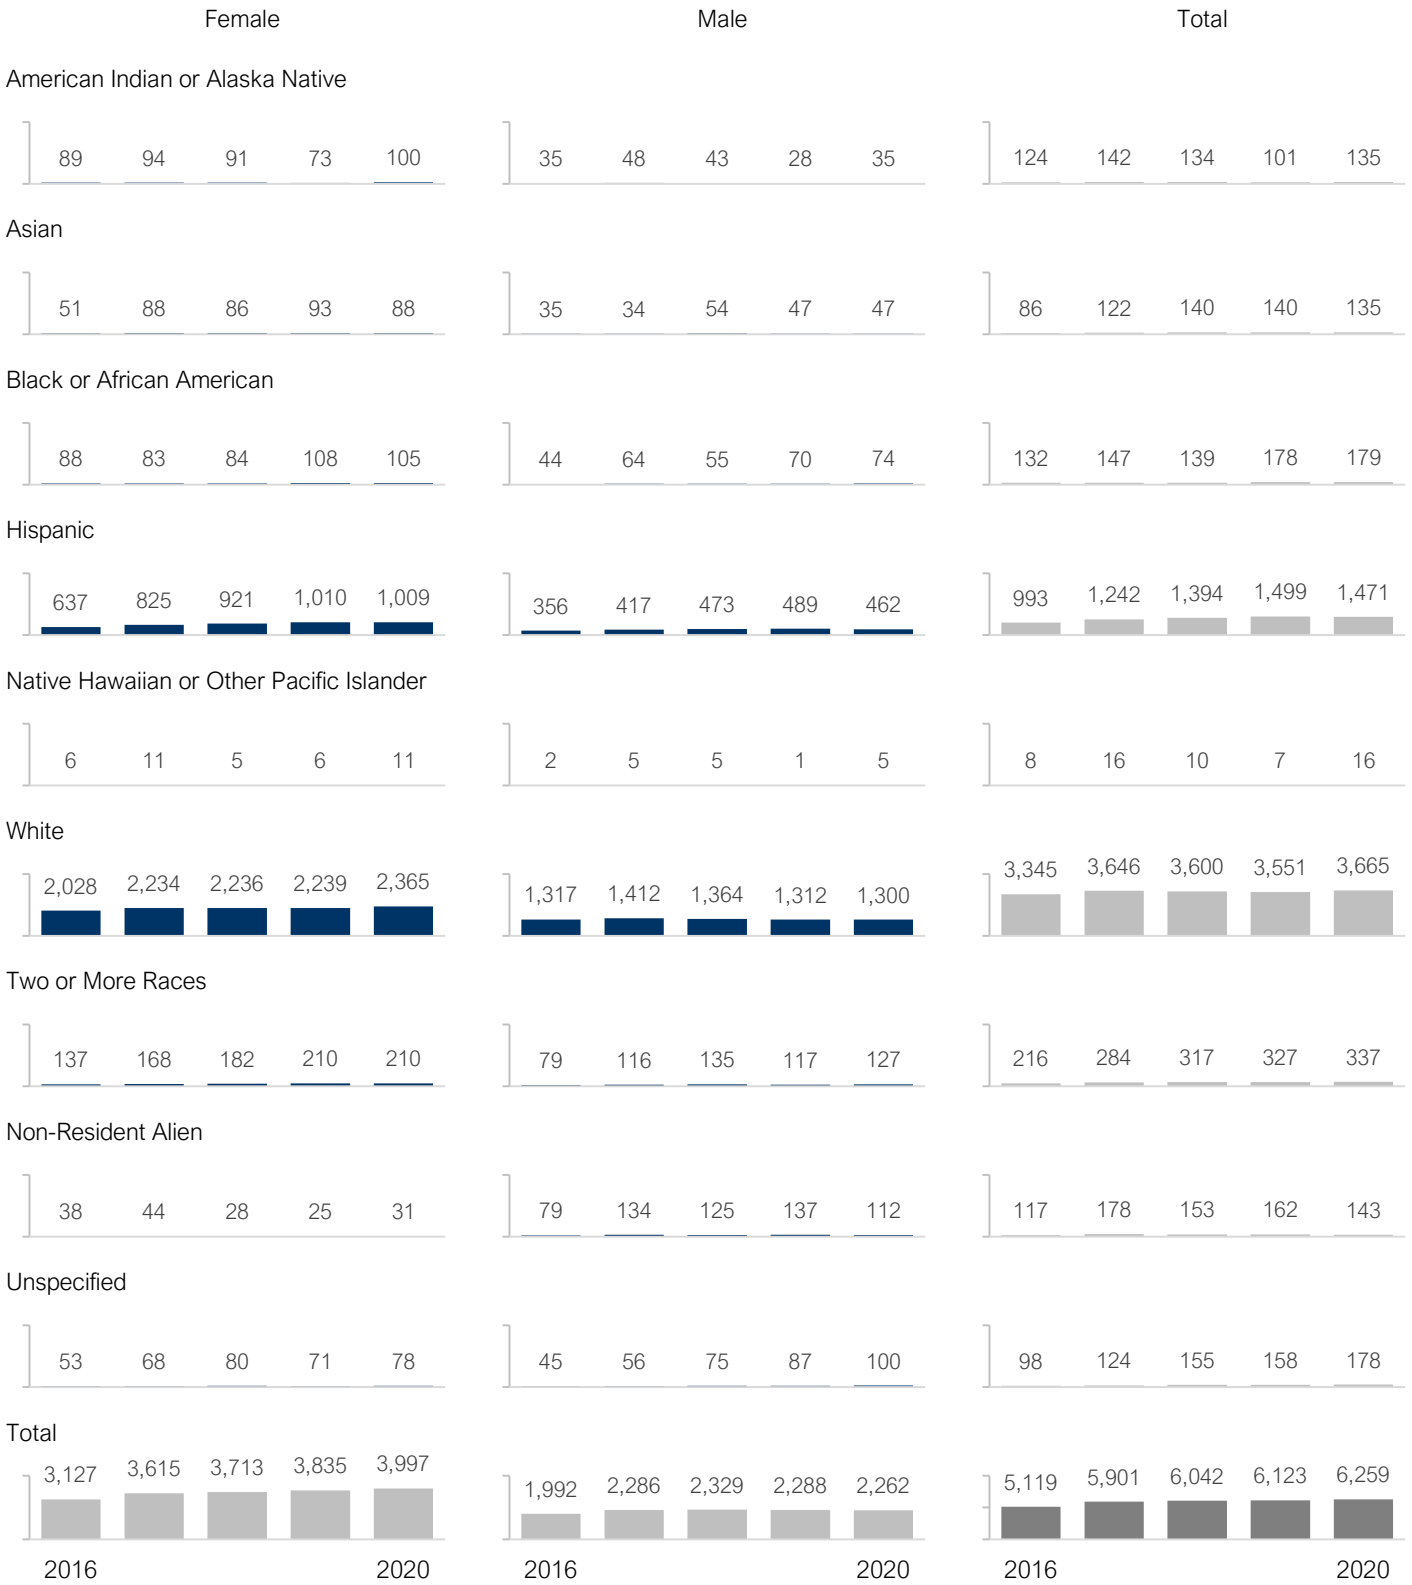 Female Male Total
American Indian or Alaska Native
89 94 91 73 100 35 48 43 28 35 124 142 134 101 135
Asian
51 88 86 93 88 35 34 54 47 47 86 122 140 140 135
Black or African American
88 83 84 108 105 44 64 55 70 74 132 147 139 178 179
Hispanic
637 825 921 1,010 1,009 356 417 473 489 462 993 1,242 1,394 1,499 1,471
Native Hawaiian or Other Pacific Islander
6 11 5 6 11 2 5 5 1 5 8 16 10 7 16
White
2,028 2,234 2,236 2,239 2,365 1,317 1,412 1,364 1,312 1,300 3,345 3,646 3,600 3,551 3,665
Two or More Races
137 168 182 210 210 79 116 135 117 127 216 284 317 327 337
Non-Resident Alien
38 44 28 25 31 79 134 125 137 112 117 178 153 162 143
Unspecified
53 68 80 71 78 45 56 75 87 100 98 124 155 158 178
Total
3,127 3,615 3,713 3,835 3,997 1,992 2,286 2,329 2,288 2,262 5,119 5,901 6,042 6,123 6,259
2016 2020 2016 2020 2016 2020